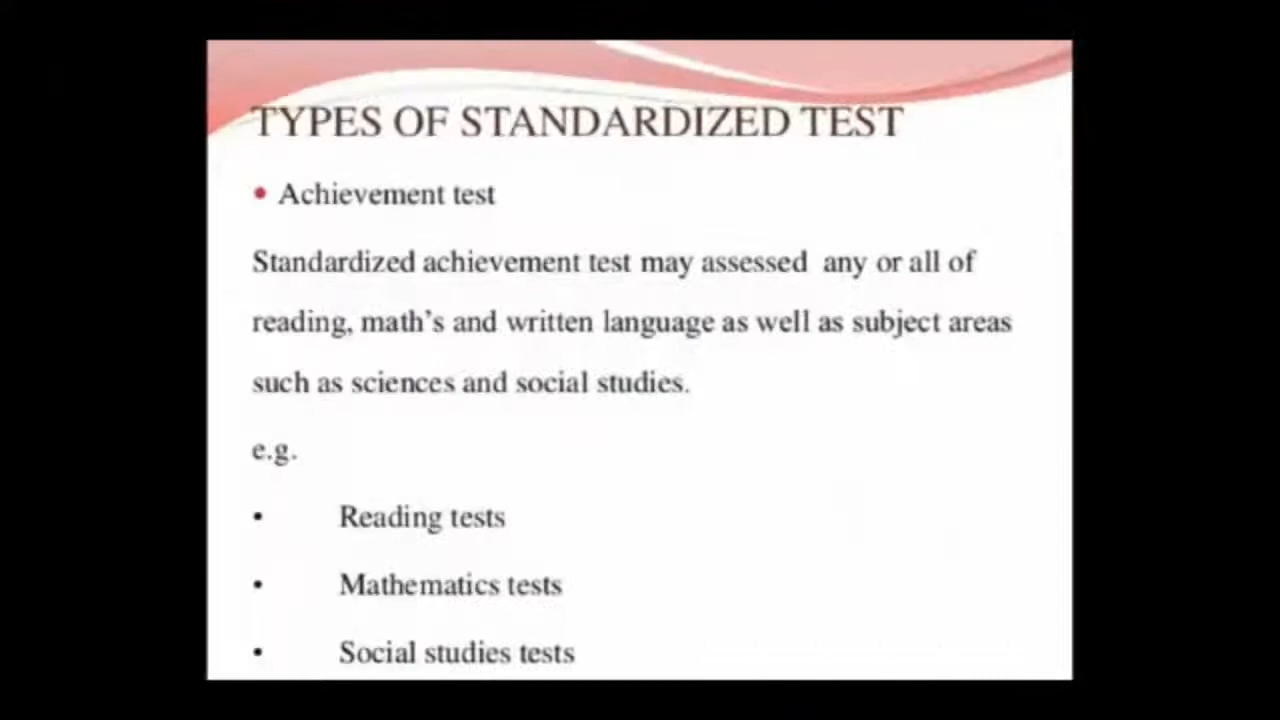 TYPES OF STANDARDIZED TEST
• Achievement test
Standardized achievement test may assessed any or all of
reading, math's and written language as well as subject areas
such as sciences and social studies.
e.g.
• Reading tests
• Mathematics tests
• Social studies tests